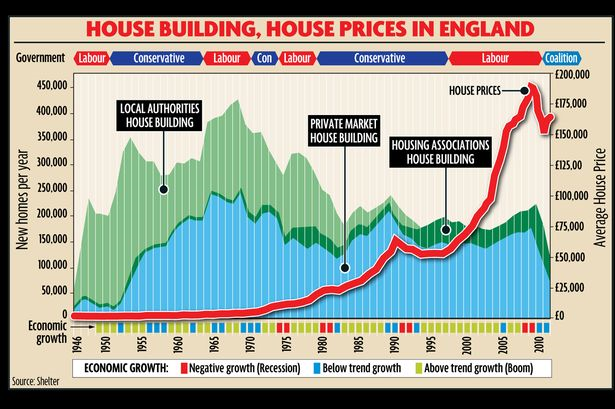 HOUSE BUILDING, HOUSE PRICES IN ENGLAND
Government
Labour
Conservative
Labour
Con
Labour
Conservative
Labour
Coalition
New homes per year
450,000
400,000
350,000
300,000
250,000
200,000
150,000
100,000
50,000
0
LOCAL AUTHORITIES
HOUSE BUILDING
PRIVATE MARKET
HOUSE BUILDING
HOUSING ASSOCIATIONS
HOUSE BUILDING
HOUSE PRICES
£200,000
£175,000
£150,000
£125,00
£100,000
£75,000
£50,000
£25,000
£0
Average House Price
Economic
growth
1946
1950
1955
1960
1965
1970
1975
1980
1985
1990
1995
2000
2005
2010
ECONOMIC GROWTH:
Negative growth (Recession)
Below trend growth (Low)
Above trend growth (Boom)
Source: Shelter